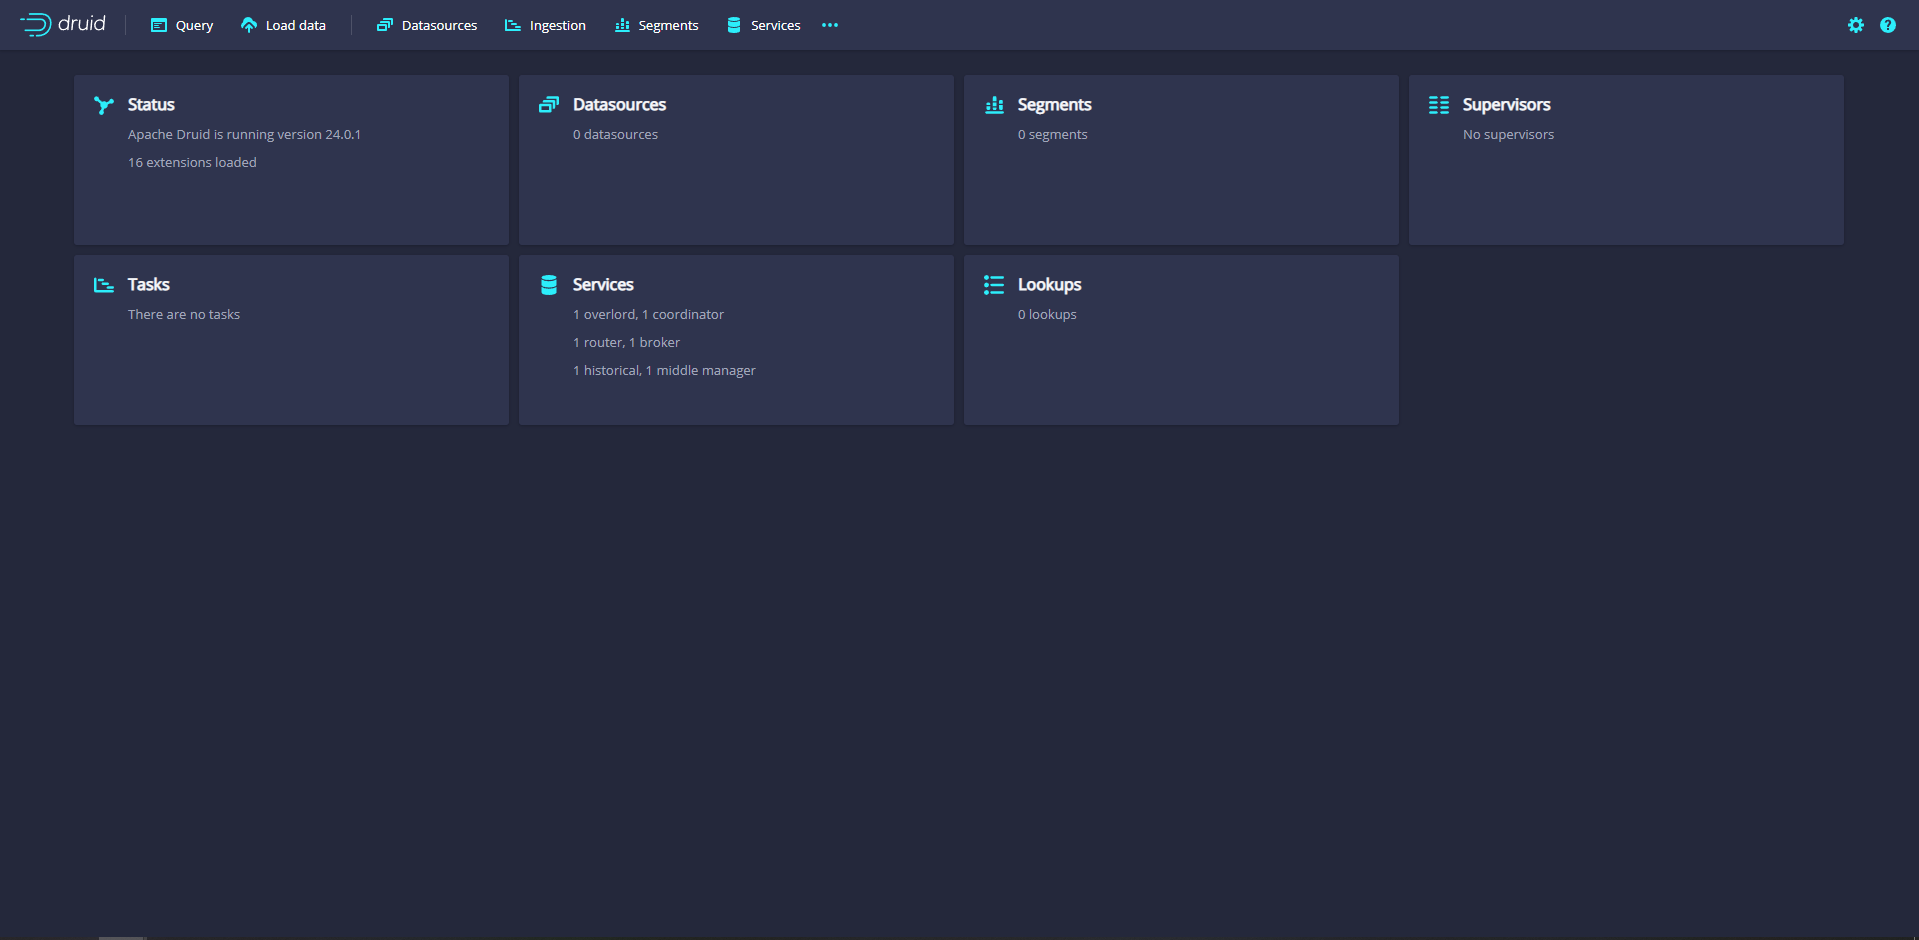 druid Query Load data Datasources Ingestion Segments Services
Status
Apache Druid is running version 24.0.1
16 extensions loaded
Datasources
0 datasources
Segments
0 segments
Supervisors
No supervisors
Tasks
There are no tasks
Services
1 overlord, 1 coordinator
1 router, 1 broker
1 historical, 1 middle manager
Lookups
0 lookups